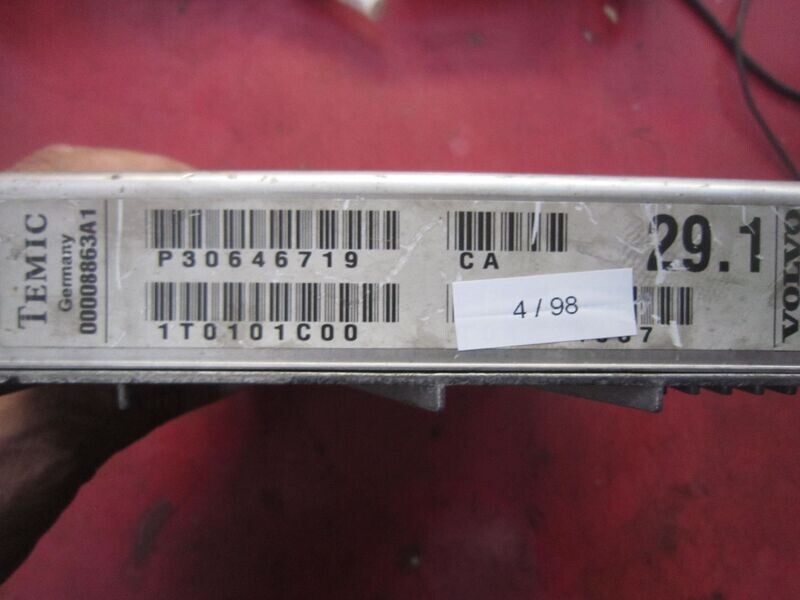 TEMIC
Germany
00008863A1
P30646719
CA
29.1
VOLVO
1T0101C00
4 / 98